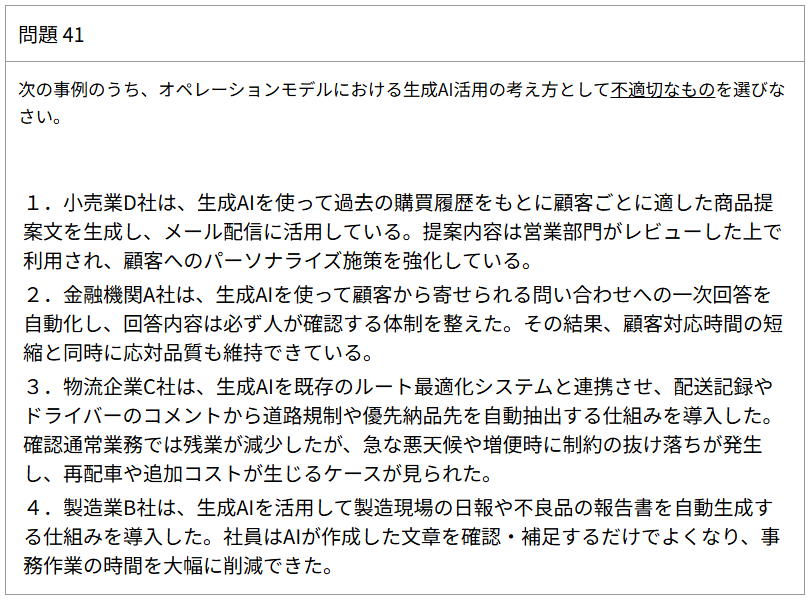 問題 41
次の事例のうち、オペレーションモデルにおける生成AI活用の考え方として不適切なものを選びな
さい。
１．小売業D社は、生成AIを使って過去の購買履歴をもとに顧客ごとに適した商品提
案文を生成し、メール配信に活用している。提案内容は営業部門がレビューした上で
利用され、顧客へのパーソナライズ施策を強化している。
２．金融機関A社は、生成AIを使って顧客から寄せられる問い合わせへの一次回答を
自動化し、回答内容は必ず人が確認する体制を整えた。その結果、顧客対応時間の短
縮と同時に応対品質も維持できている。
３．物流企業C社は、生成AIを既存のルート最適化システムと連携させ、配送記録や
ドライバーのコメントから道路規制や優先納品先を自動抽出する仕組みを導入した。
確認通常業務では残業が減少したが、急な悪天候や増便時に制約の抜け落ちが発生
し、再配車や追加コストが生じるケースが見られた。
４．製造業B社は、生成AIを活用して製造現場の日報や不良品の報告書を自動生成す
る仕組みを導入した。社員はAIが作成した文章を確認・補足するだけでよくなり、事
務作業の時間を大幅に削減できた。